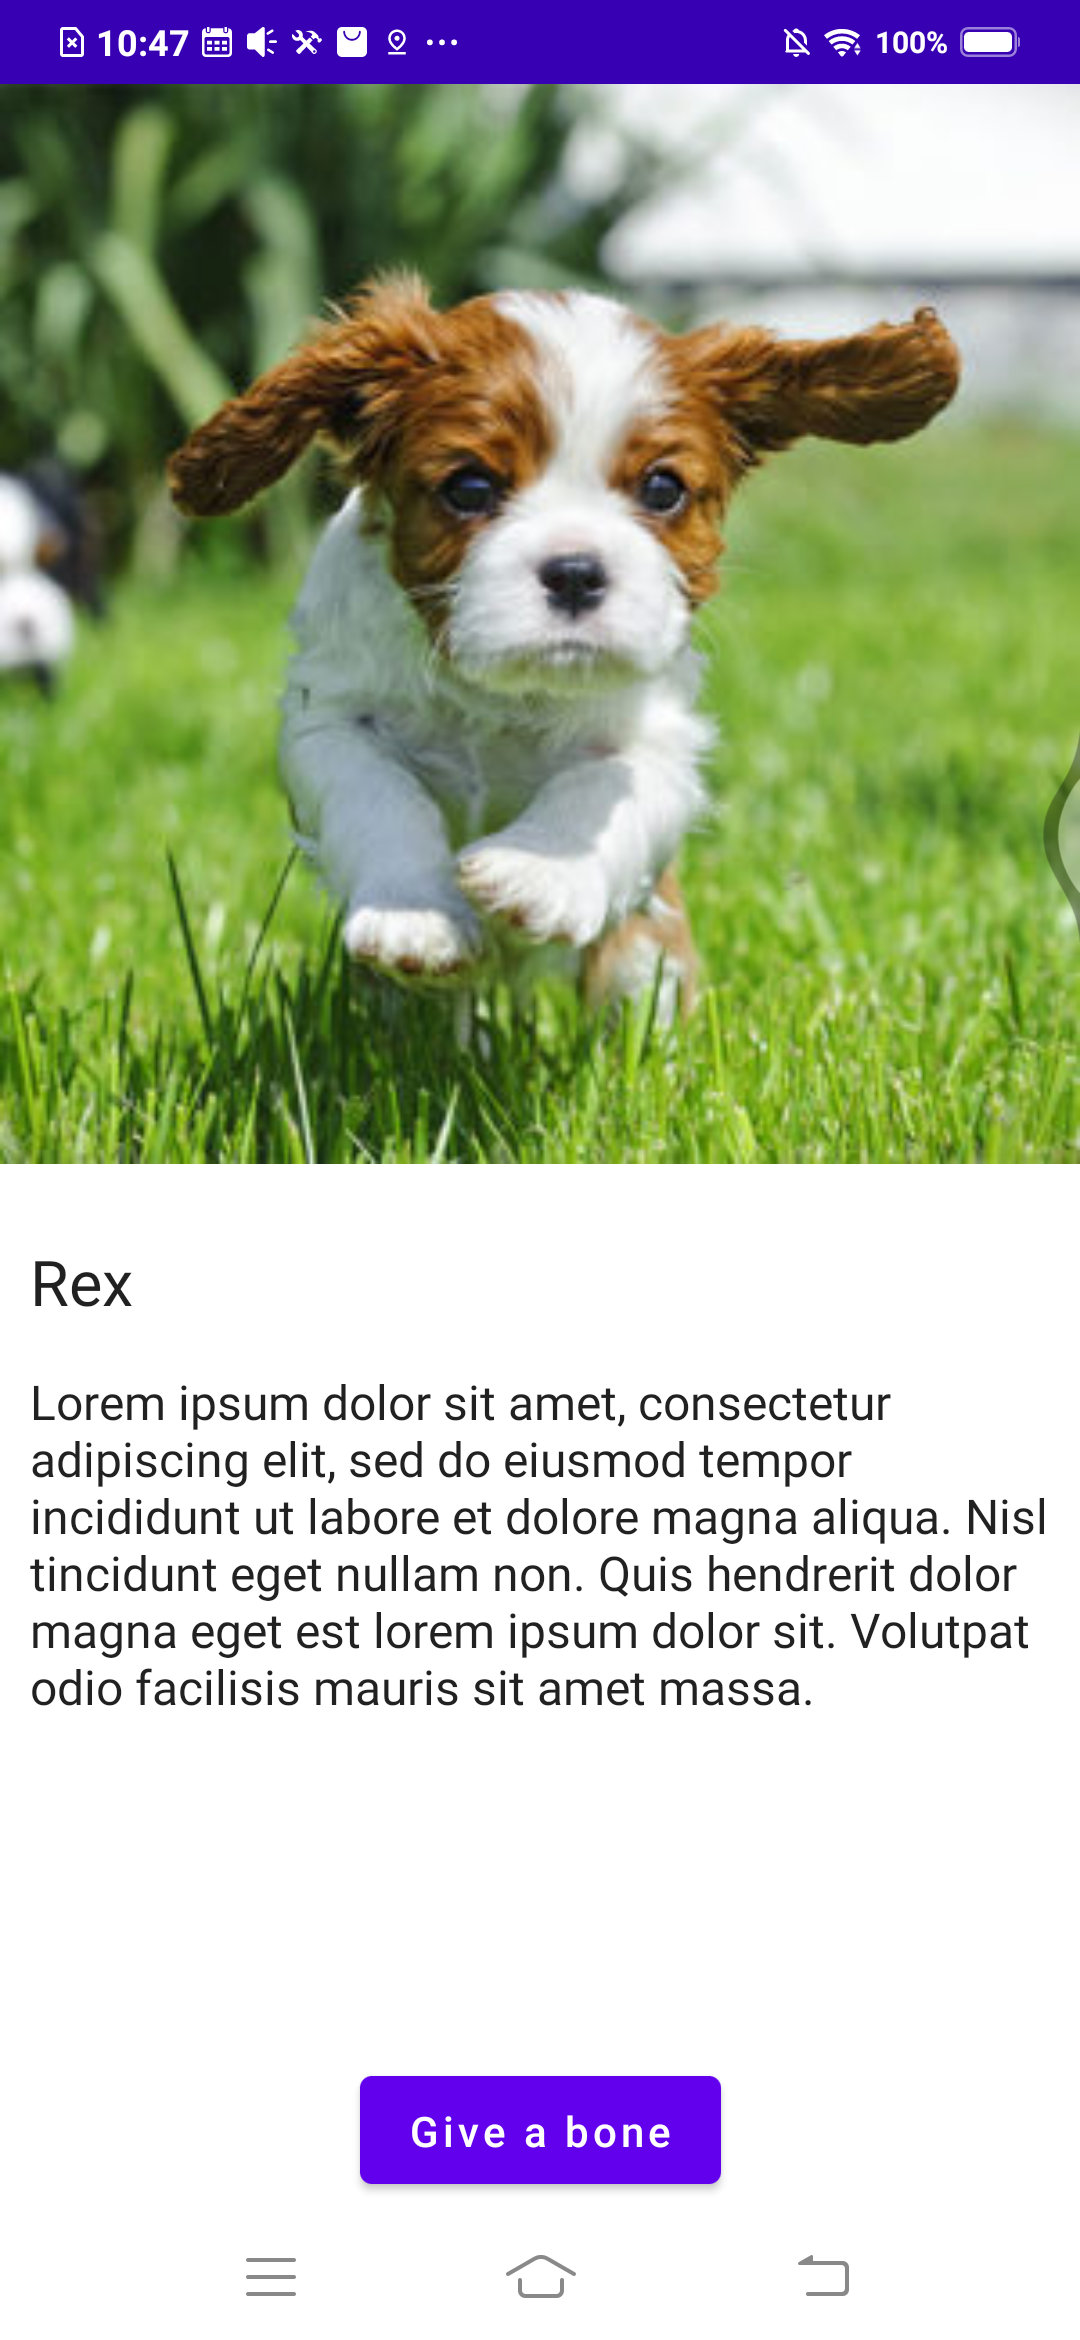 10:47 100%
Rex
Lorem ipsum dolor sit amet, consectetur
adipiscing elit, sed do eiusmod tempor
incididunt ut labore et dolore magna aliqua. Nisl
tincidunt eget nullam non. Quis hendrerit dolor
magna eget est lorem ipsum dolor sit. Volutpat
odio facilisis mauris sit amet massa.
Give a bone